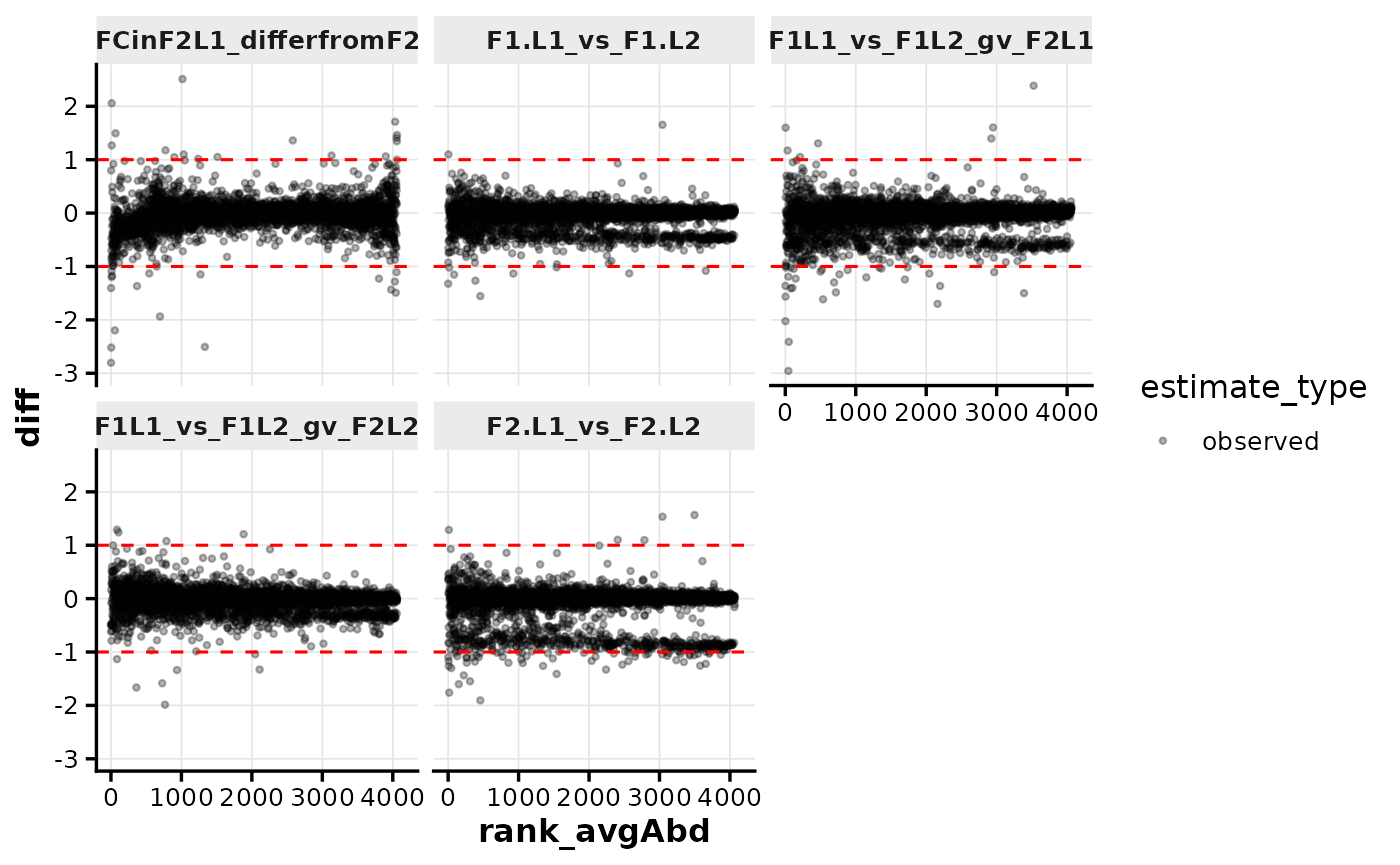 FCinF2L1_differfromF2
F1.L1_vs_F1.L2
F1L1_vs_F1L2_gv_F2L1
2
1
0
-1
-2
-3
0 1000 2000 3000 4000
F1L1_vs_F1L2_gv_F2L2
F2.L1_vs_F2.L2
2
1
0
-1
-2
-3
0 1000 2000 3000 4000
0 1000 2000 3000 4000
diff
rank_avgAbd
estimate_type
observed